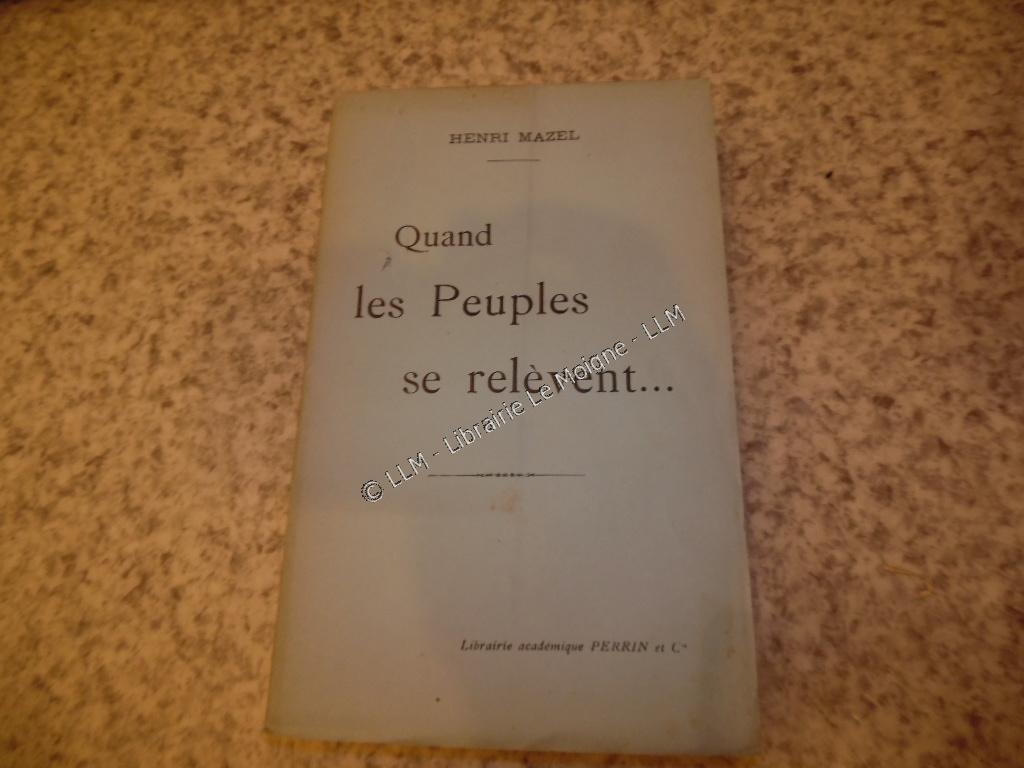 HENRI MAZEL
Quand
les Peuples
se relèvent...
© LLM - Librairie Le Moigne - LLM
Librairie académique PERRIN et Cie